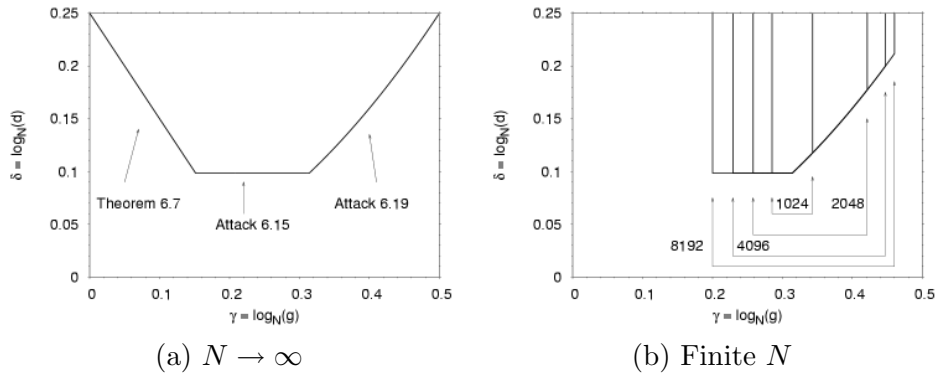 0.25
0.2
0.15
0.1
0.05
0
0 0.1 0.2 0.3 0.4 0.5
δ = log_N(d)
γ = log_N(g)
Theorem 6.7
Attack 6.15
Attack 6.19
(a) N → ∞
0.25
0.2
0.15
0.1
0.05
0
0 0.1 0.2 0.3 0.4 0.5
δ = log_N(d)
γ = log_N(g)
1024 2048
8192 4096
(b) Finite N